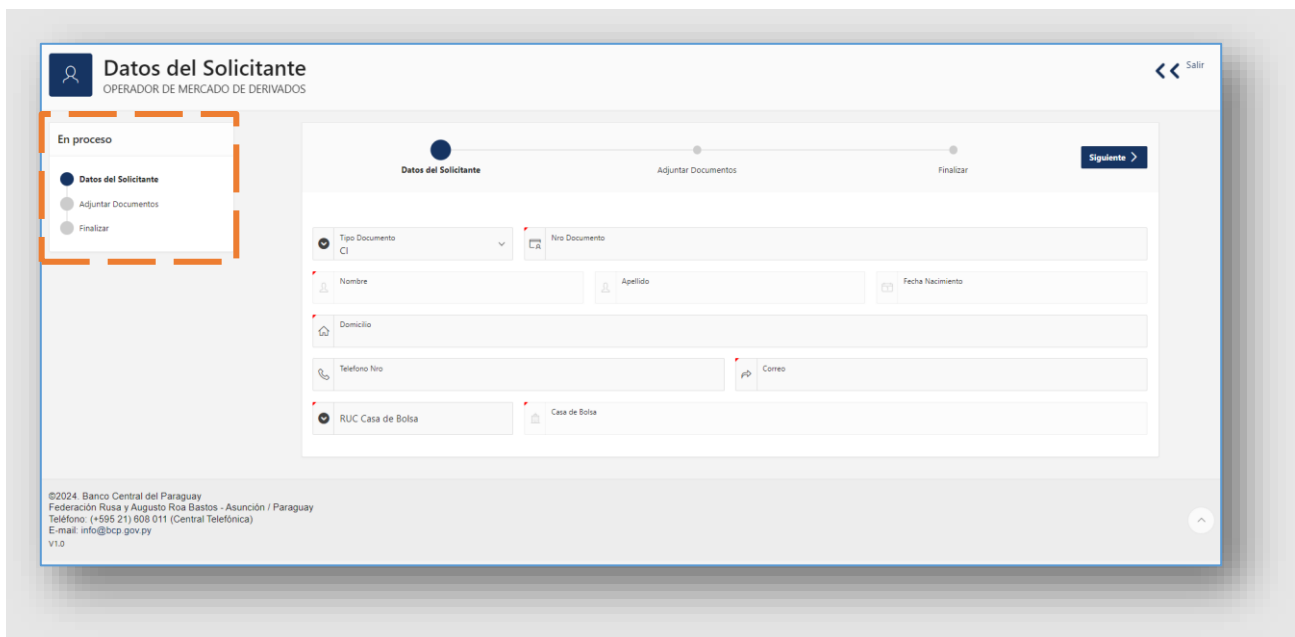 Datos del Solicitante
OPERADOR DE MERCADO DE DERIVADOS
Salir
En proceso
Datos del Solicitante
Adjuntar Documentos
Finalizar
Datos del Solicitante
Adjuntar Documentos
Finalizar
Siguiente
Tipo Documento
CI
Nro Documento
Nombre
Apellido
Fecha Nacimiento
Domicilio
Telefono Nro
Correo
RUC Casa de Bolsa
Casa de Bolsa
©2024. Banco Central del Paraguay
Federación Rusa y Augusto Roa Bastos - Asunción / Paraguay
Teléfono: (+595 21) 608 011 (Central Telefónica)
E-mail: info@bcp.gov.py
V1.0